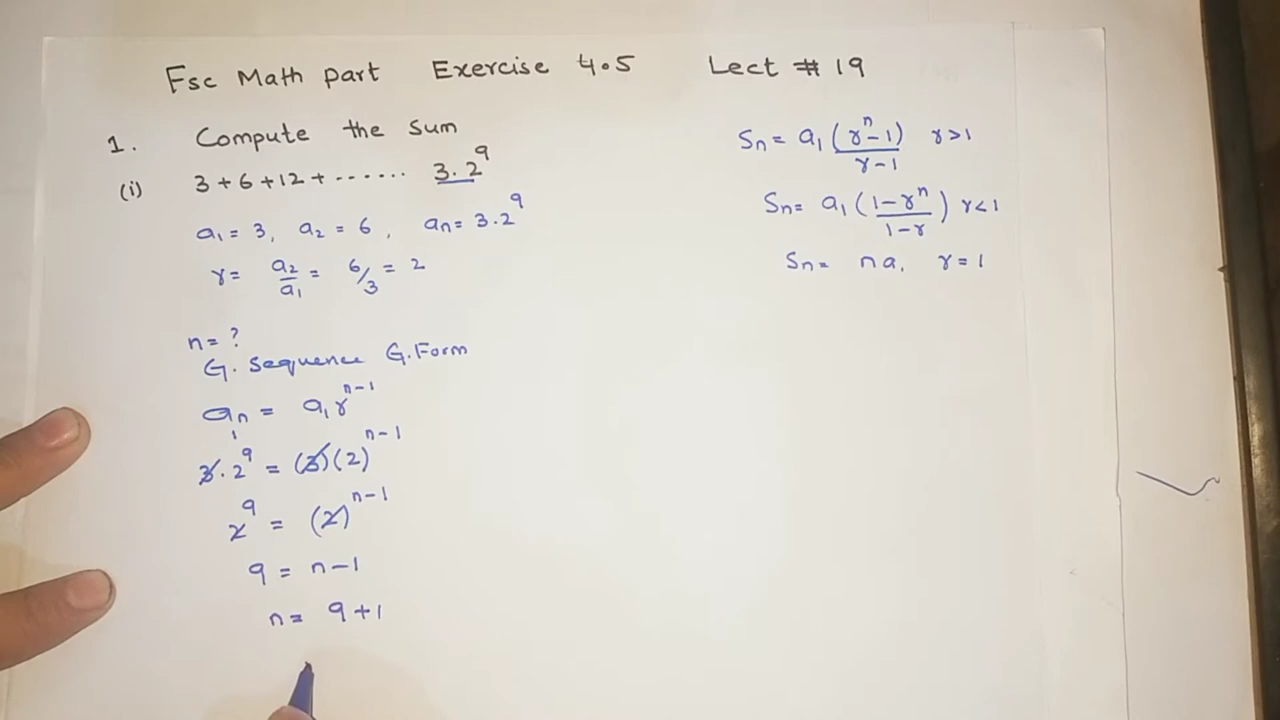 Fsc Math part Exercise 4.5 Lect # 19
1. Compute the Sum
(i) 3 + 6 + 12 + - - - - - - 3.2^9
a₁ = 3, a₂ = 6, aₙ = 3.2^9
r = a₂/a₁ = 6/3 = 2
n = ?
G. Sequence G. Form
aₙ = a₁ r^(n-1)
1
3.2^9 = (3)(2)^(n-1)
2^9 = (2)^(n-1)
9 = n-1
n = 9+1
Sₙ = a₁ (r^n - 1)/(r-1) r>1
Sₙ = a₁ (1-r^n)/(1-r) r<1
Sₙ = na₁ r=1